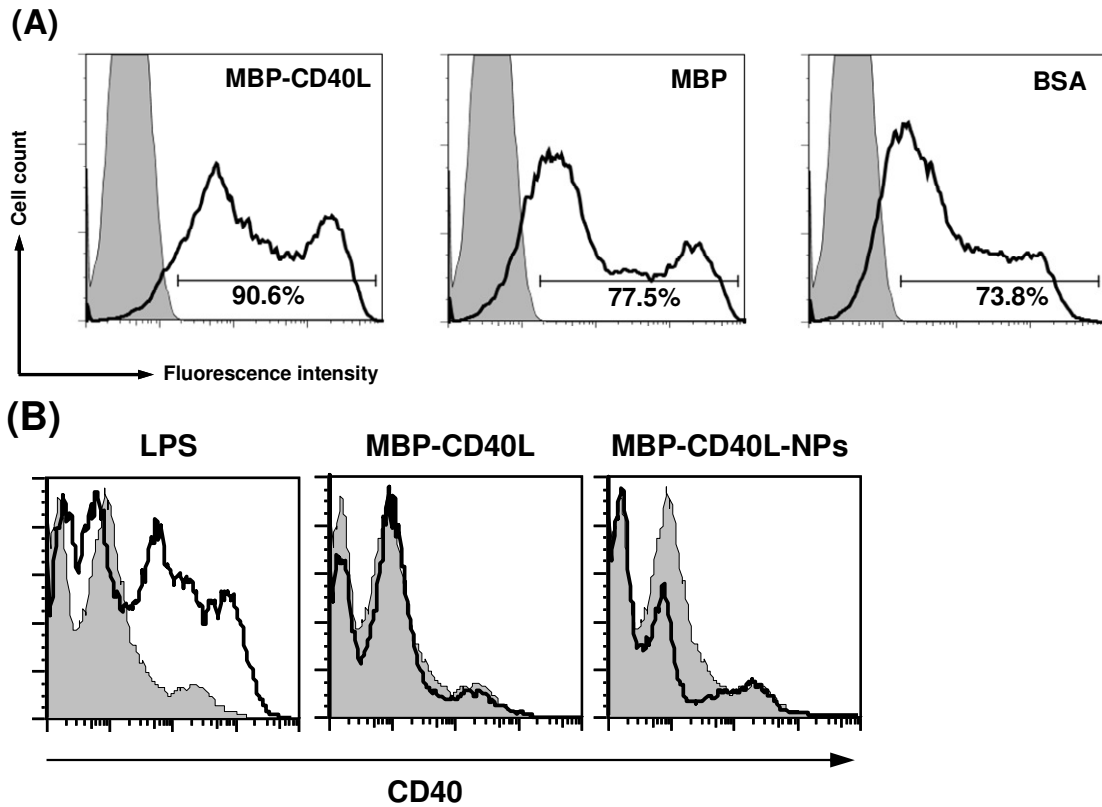 (A)
MBP-CD40L
MBP
BSA
Cell count
90.6%
77.5%
73.8%
Fluorescence intensity
(B)
LPS
MBP-CD40L
MBP-CD40L-NPs
CD40